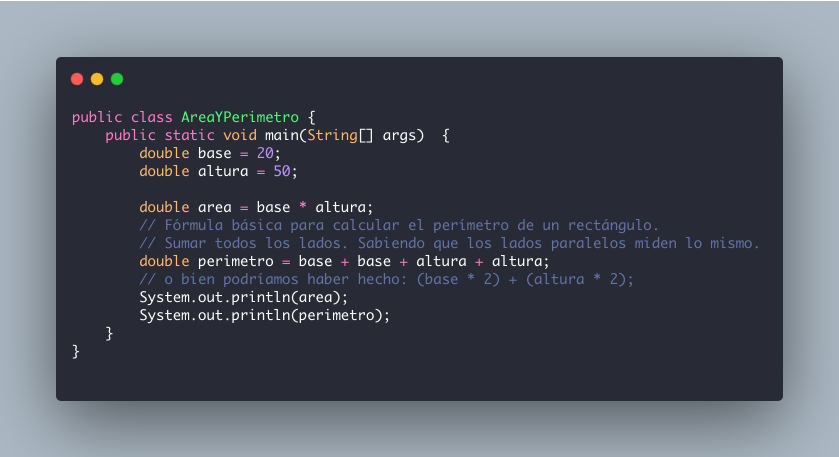 public class AreaYPerimetro {
    public static void main(String[] args)  {
        double base = 20;
        double altura = 50;

        double area = base * altura;
        // Fórmula básica para calcular el perímetro de un rectángulo.
        // Sumar todos los lados. Sabiendo que los lados paralelos miden lo mismo.
        double perimetro = base + base + altura + altura;
        // o bien podríamos haber hecho: (base * 2) + (altura * 2);
        System.out.println(area);
        System.out.println(perimetro);
    }
}